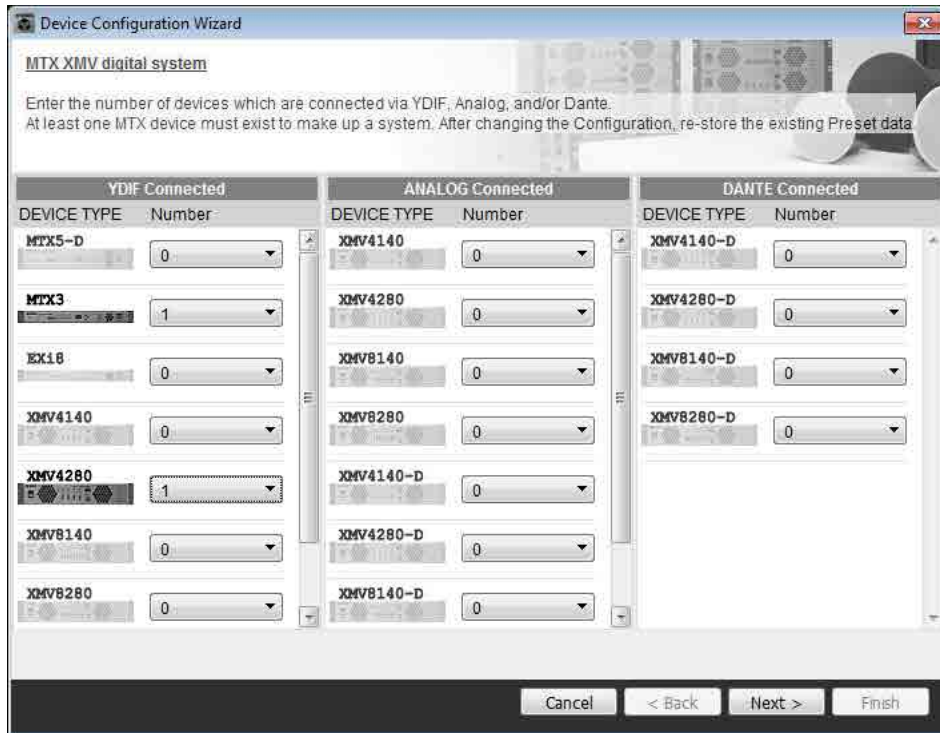 Device Configuration Wizard
MTX XMV digital system
Enter the number of devices which are connected via YDIF, Analog, and/or Dante.
At least one MTX device must exist to make up a system. After changing the Configuration, re-store the existing Preset data
YDIF Connected
DEVICE TYPE Number
MTX5-D 0
MTX3 1
EXi8 0
XMV4140 0
XMV4280 1
XMV8140 0
XMV8280 0
ANALOG Connected
DEVICE TYPE Number
XMV4140 0
XMV4280 0
XMV8140 0
XMV8280 0
XMV4140-D 0
XMV4280-D 0
XMV8140-D 0
DANTE Connected
DEVICE TYPE Number
XMV4140-D 0
XMV4280-D 0
XMV8140-D 0
XMV8280-D 0
Cancel < Back Next > Finish